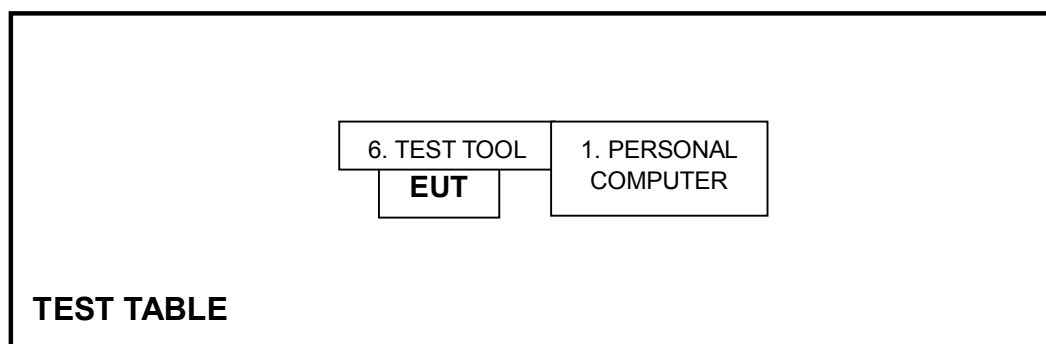 6. TEST TOOL
1. PERSONAL
COMPUTER
EUT
TEST TABLE